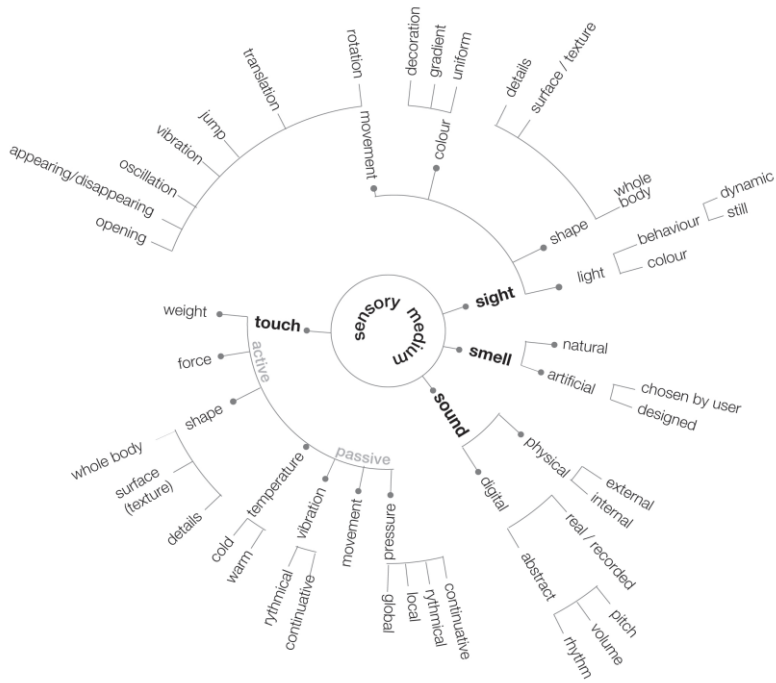 sensory medium
sight
movement
opening
appearing/disappearing
oscillation
vibration
jump
translation
rotation
colour
decoration
gradient
uniform
shape
details
surface / texture
whole
body
light
behaviour
dynamic
still
colour
smell
natural
artificial
chosen by user
designed
sound
physical
external
internal
digital
real / recorded
abstract
pitch
volume
rhythm
touch
active
weight
force
shape
whole body
surface
(texture)
details
passive
temperature
cold
warm
vibration
rythmical
continuative
movement
pressure
global
local
rythmical
continuative